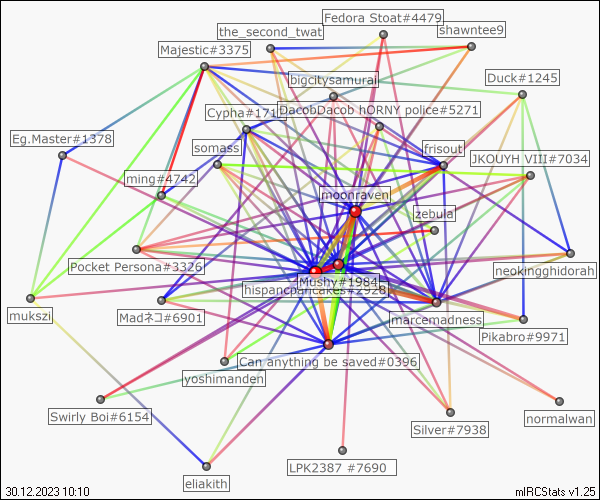 Fedora Stoat#4479
the_second_twat
shawntee9
Majestic#3375
bigcitysamurai
Duck#1245
Cypha#171
DacobDacob hORNY police#5271
Eg.Master#1378
somass
frisout
JKOUYH VIII#7034
ming#4742
moonraven
zebula
Pocket Persona#3326
neokingghidorah
Mushy#1984
hispancpancakes#2928
mukszi
Madネコ#6901
marcemadness
Pikabro#9971
Can anything be saved#0396
yoshimanden
Swirly Boi#6154
normalwan
Silver#7938
LPK2387 #7690
eliakith
30.12.2023 10:10
mIRCStats v1.25